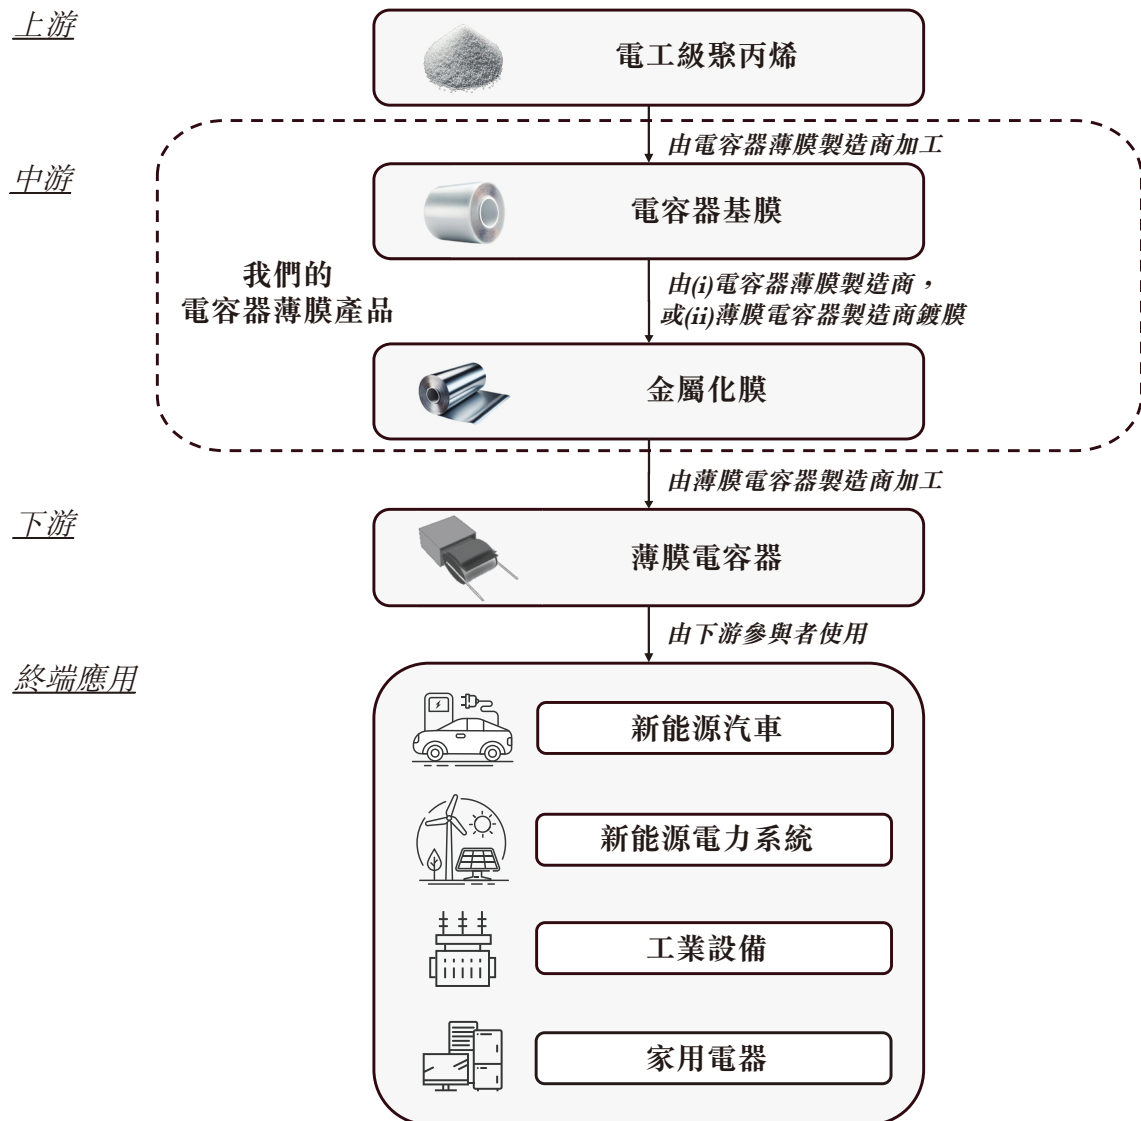 上游
電工級聚丙烯
由電容器薄膜製造商加工
中游
電容器基膜
我們的
電容器薄膜產品
由(i)電容器薄膜製造商，
或(ii)薄膜電容器製造商鍍膜
金屬化膜
由薄膜電容器製造商加工
下游
薄膜電容器
由下游參與者使用
終端應用
新能源汽車
新能源電力系統
工業設備
家用電器